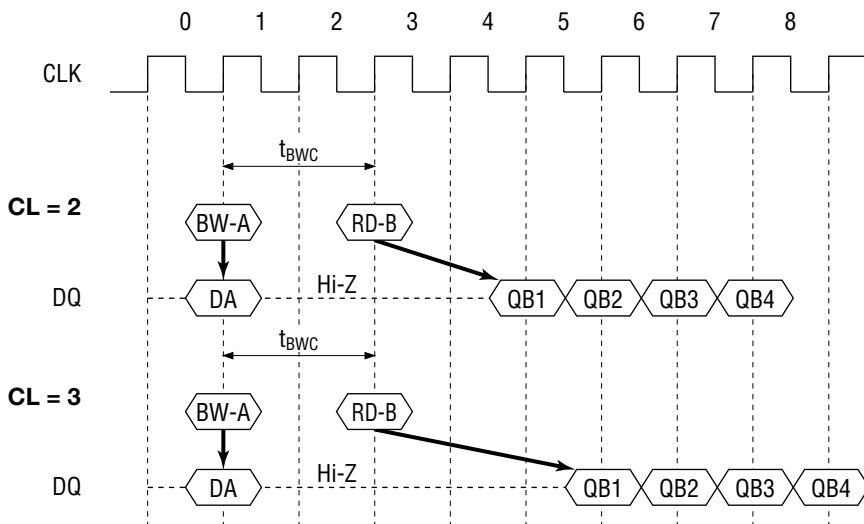 0 1 2 3 4 5 6 7 8
CLK
tBWC
CL = 2
BW-A RD-B
DQ DA Hi-Z QB1 QB2 QB3 QB4
tBWC
CL = 3
BW-A RD-B
DQ DA Hi-Z QB1 QB2 QB3 QB4